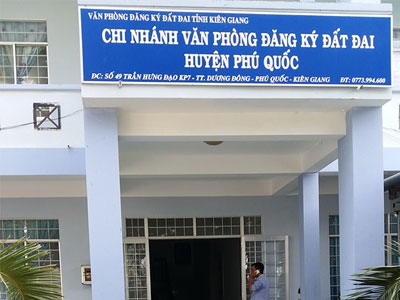 VĂN PHÒNG ĐĂNG KÝ ĐẤT ĐAI TỈNH KIÊN GIANG
CHI NHÁNH VĂN PHÒNG ĐĂNG KÝ ĐẤT ĐAI
HUYỆN PHÚ QUỐC
ĐC: SỐ 49 TRẦN HƯNG ĐẠO KP7 - TT. DƯƠNG ĐÔNG - PHÚ QUỐC - KIÊN GIANG ĐT: 0773.994.600